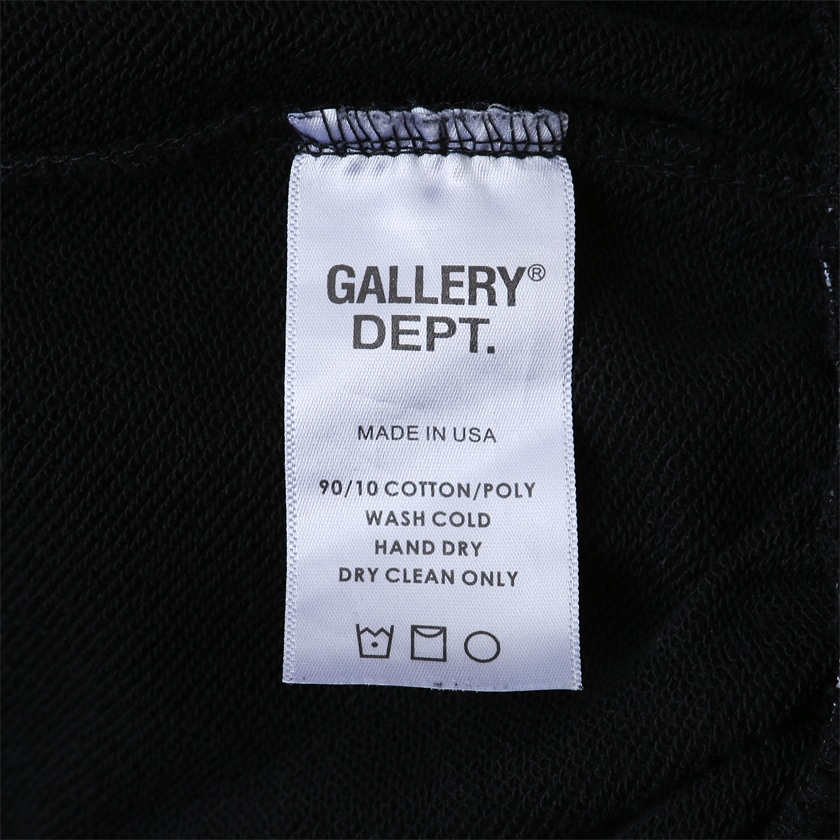 GALLERY®
DEPT.
MADE IN USA
90/10 COTTON/POLY
WASH COLD
HAND DRY
DRY CLEAN ONLY